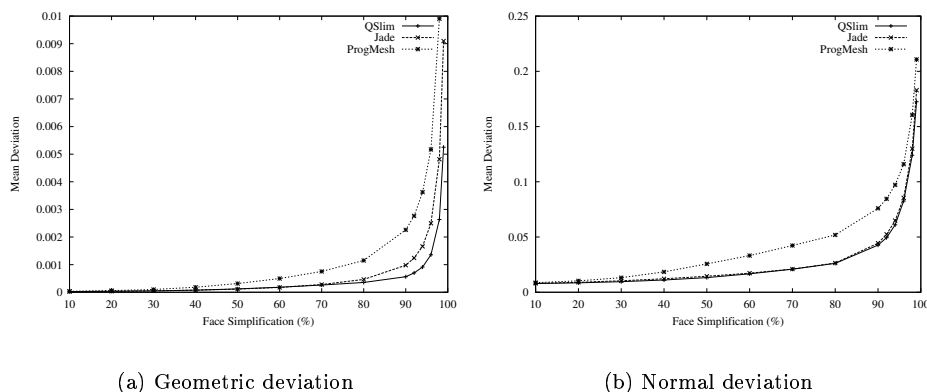 0.01
0.009
0.008
0.007
0.006
0.005
0.004
0.003
0.002
0.001
0
Mean Deviation
QSlim
Jade
ProgMesh
10 20 30 40 50 60 70 80 90 100
Face Simplification (%)
(a) Geometric deviation
0.25
0.2
0.15
0.1
0.05
0
Mean Deviation
QSlim
Jade
ProgMesh
10 20 30 40 50 60 70 80 90 100
Face Simplification (%)
(b) Normal deviation